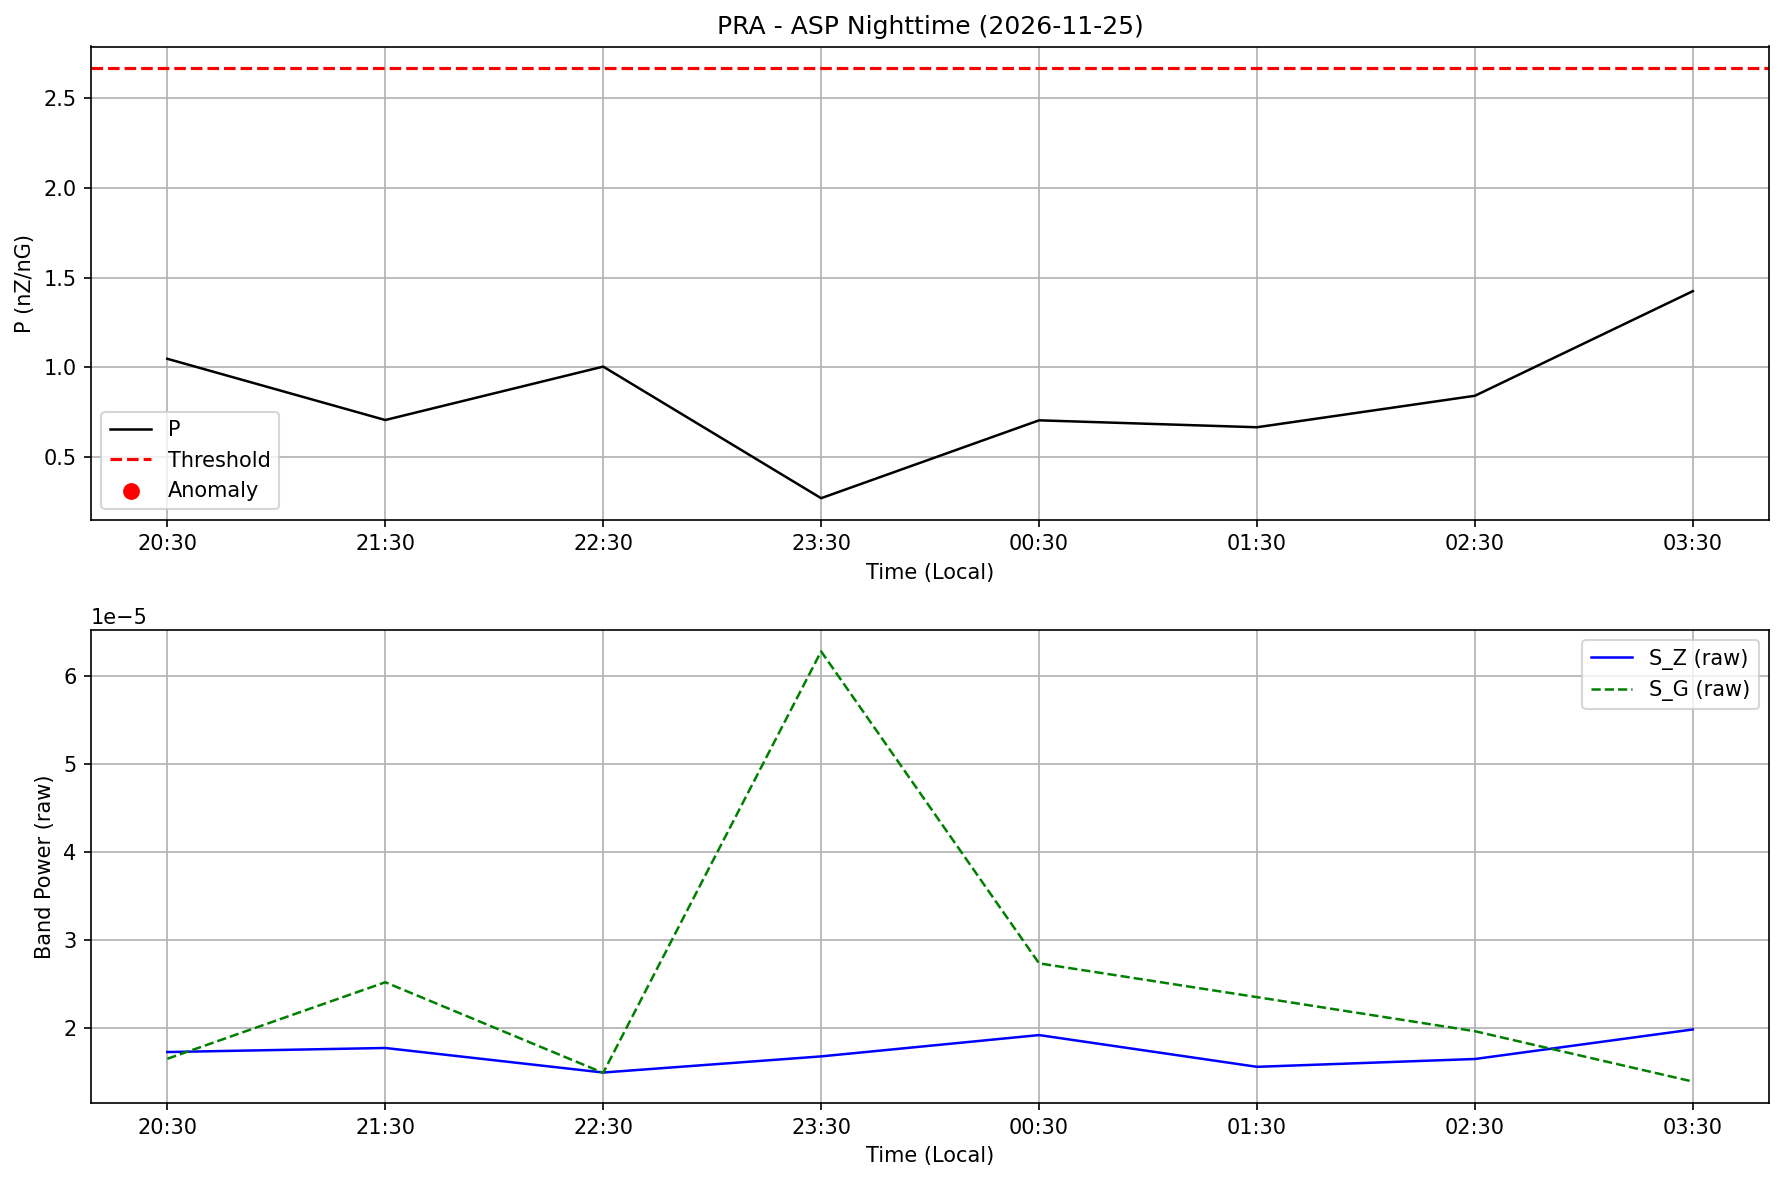 PRA - ASP Nighttime (2026-11-25)
P (nZ/nG)
2.5
2.0
1.5
1.0
0.5
P
Threshold
Anomaly
20:30 21:30 22:30 23:30 00:30 01:30 02:30 03:30
Time (Local)
1e−5
Band Power (raw)
6
5
4
3
2
S_Z (raw)
S_G (raw)
20:30 21:30 22:30 23:30 00:30 01:30 02:30 03:30
Time (Local)